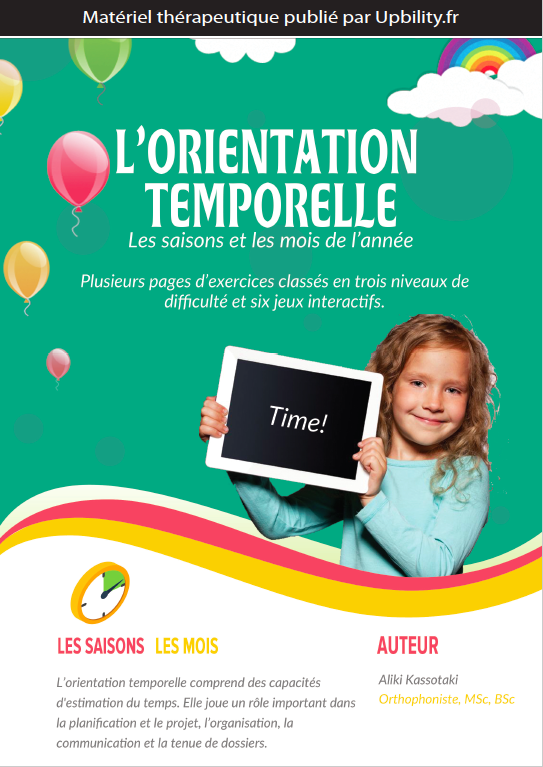 Matériel thérapeutique publié par Upbility.fr
L'ORIENTATION
TEMPORELLE
Les saisons et les mois de l'année
Plusieurs pages d'exercices classés en trois niveaux de
difficulté et six jeux interactifs.
Time!
LES SAISONS LES MOIS
L'orientation temporelle comprend des capacités
d'estimation du temps. Elle joue un rôle important dans
la planification et le projet, l'organisation, la
communication et la tenue de dossiers.
AUTEUR
Aliki Kassotaki
Orthophoniste, MSc, BSc